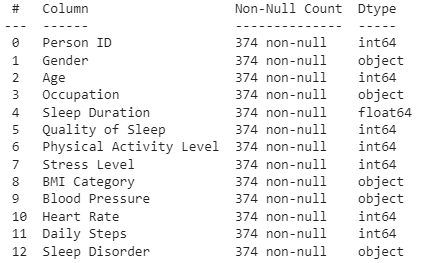 #   Column                   Non-Null Count  Dtype
---  ------                   --------------  -----
0   Person ID                374 non-null    int64
1   Gender                   374 non-null    object
2   Age                      374 non-null    int64
3   Occupation               374 non-null    object
4   Sleep Duration           374 non-null    float64
5   Quality of Sleep         374 non-null    int64
6   Physical Activity Level  374 non-null    int64
7   Stress Level             374 non-null    int64
8   BMI Category             374 non-null    object
9   Blood Pressure           374 non-null    object
10  Heart Rate               374 non-null    int64
11  Daily Steps              374 non-null    int64
12  Sleep Disorder           374 non-null    object